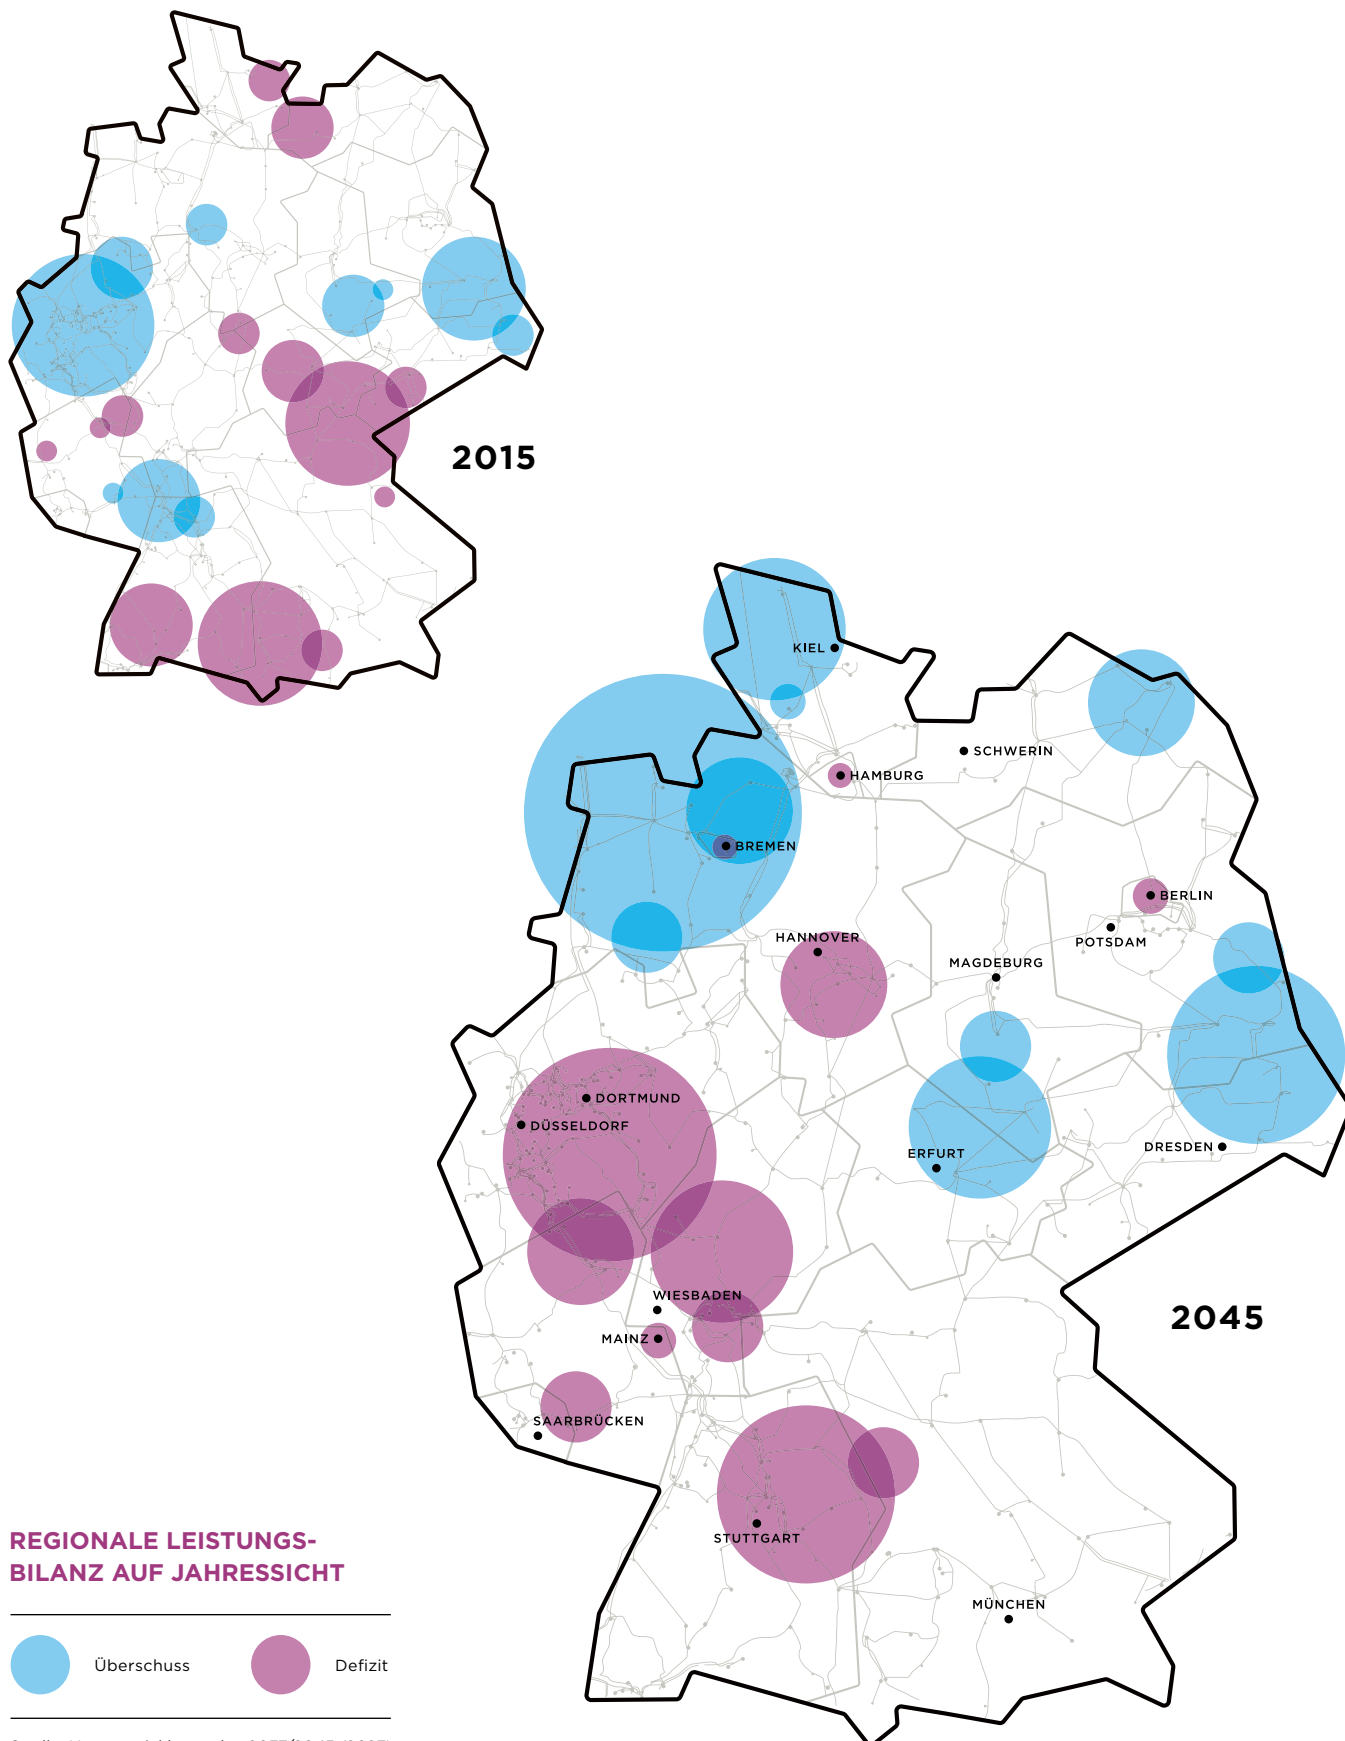 2015
KIEL
SCHWERIN
HAMBURG
BREMEN
BERLIN
HANNOVER
POTSDAM
MAGDEBURG
DORTMUND
DÜSSELDORF
ERFURT
DRESDEN
WIESBADEN
2045
MAINZ
SAARBRÜCKEN
STUTTGART
MÜNCHEN
REGIONALE LEISTUNGS-
BILANZ AUF JAHRESSICHT
Überschuss
Defizit